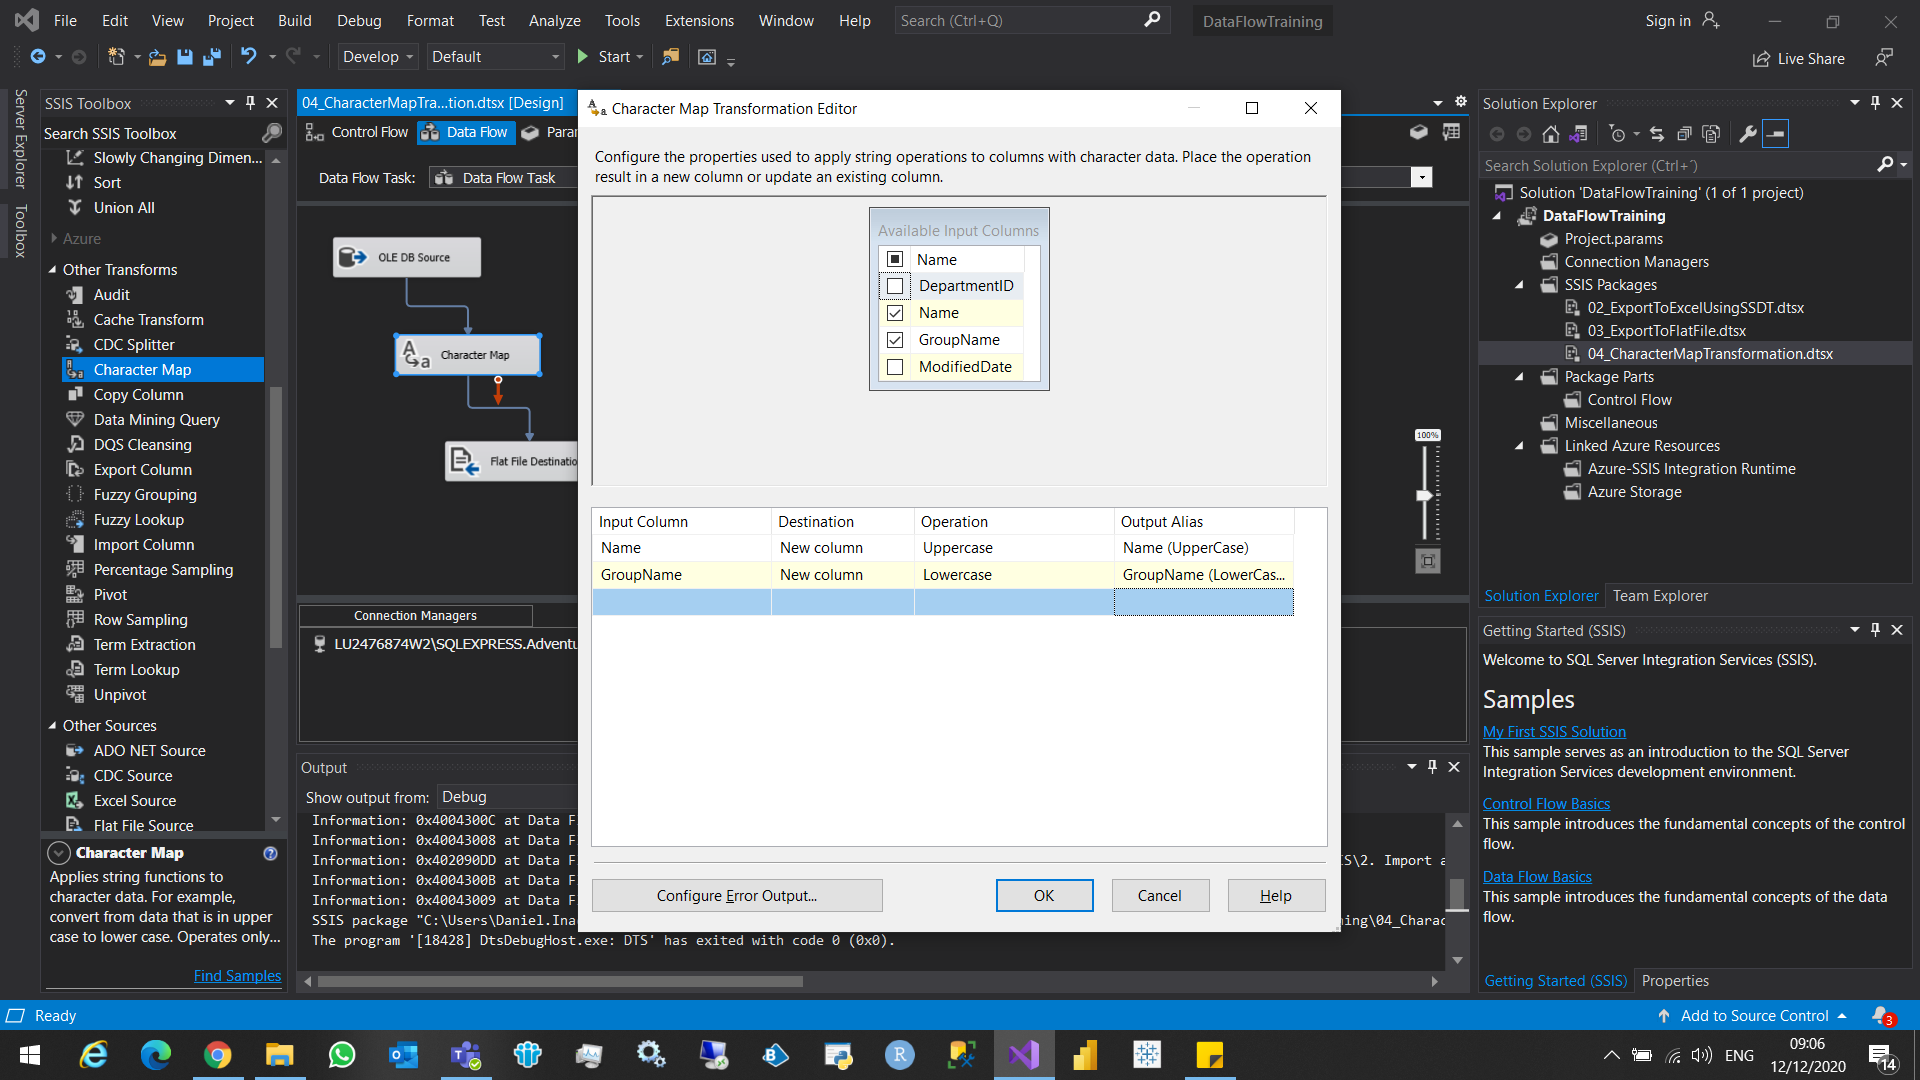 File Edit View Project Build Debug Format Test Analyze Tools Extensions Window Help Search (Ctrl+Q) DataFlowTraining Sign in
Develop Default Start Live Share
Server Explorer
Toolbox
SSIS Toolbox
Search SSIS Toolbox
Slowly Changing Dimen...
Sort
Union All
Azure
Other Transforms
Audit
Cache Transform
CDC Splitter
Character Map
Copy Column
Data Mining Query
DQS Cleansing
Export Column
Fuzzy Grouping
Fuzzy Lookup
Import Column
Percentage Sampling
Pivot
Row Sampling
Term Extraction
Term Lookup
Unpivot
Other Sources
ADO NET Source
CDC Source
Excel Source
Flat File Source
Character Map
Applies string functions to
character data. For example,
convert from data that is in upper
case to lower case. Operates only...
Find Samples
04_CharacterMapTra...tion.dtsx [Design]
Control Flow Data Flow Para
Data Flow Task: Data Flow Task
OLE DB Source
Character Map
Flat File Destinatio
100%
Connection Managers
LU2476874W2\SQLEXPRESS.Adventu
Output
Show output from: Debug
Information: 0x4004300C at Data F
Information: 0x40043008 at Data F
Information: 0x402090DD at Data F IS\2. Import a
Information: 0x4004300B at Data F
Information: 0x40043009 at Data F
SSIS package "C:\Users\Daniel.Ina ning\04_Charac
The program '[18428] DtsDebugHost.exe: DTS' has exited with code 0 (0x0).
Character Map Transformation Editor
Configure the properties used to apply string operations to columns with character data. Place the operation
result in a new column or update an existing column.
Available Input Columns
Name
DepartmentID
Name
GroupName
ModifiedDate
Input Column Destination Operation Output Alias
Name New column Uppercase Name (UpperCase)
GroupName New column Lowercase GroupName (LowerCas...
Configure Error Output... OK Cancel Help
Solution Explorer
Search Solution Explorer (Ctrl+´)
Solution 'DataFlowTraining' (1 of 1 project)
DataFlowTraining
Project.params
Connection Managers
SSIS Packages
02_ExportToExcelUsingSSDT.dtsx
03_ExportToFlatFile.dtsx
04_CharacterMapTransformation.dtsx
Package Parts
Control Flow
Miscellaneous
Linked Azure Resources
Azure-SSIS Integration Runtime
Azure Storage
Solution Explorer Team Explorer
Getting Started (SSIS)
Welcome to SQL Server Integration Services (SSIS).
Samples
My First SSIS Solution
This sample serves as an introduction to the SQL Server
Integration Services development environment.
Control Flow Basics
This sample introduces the fundamental concepts of the control
flow.
Data Flow Basics
This sample introduces the fundamental concepts of the data
flow.
Getting Started (SSIS) Properties
Ready Add to Source Control 3
ENG 09:06
12/12/2020 14